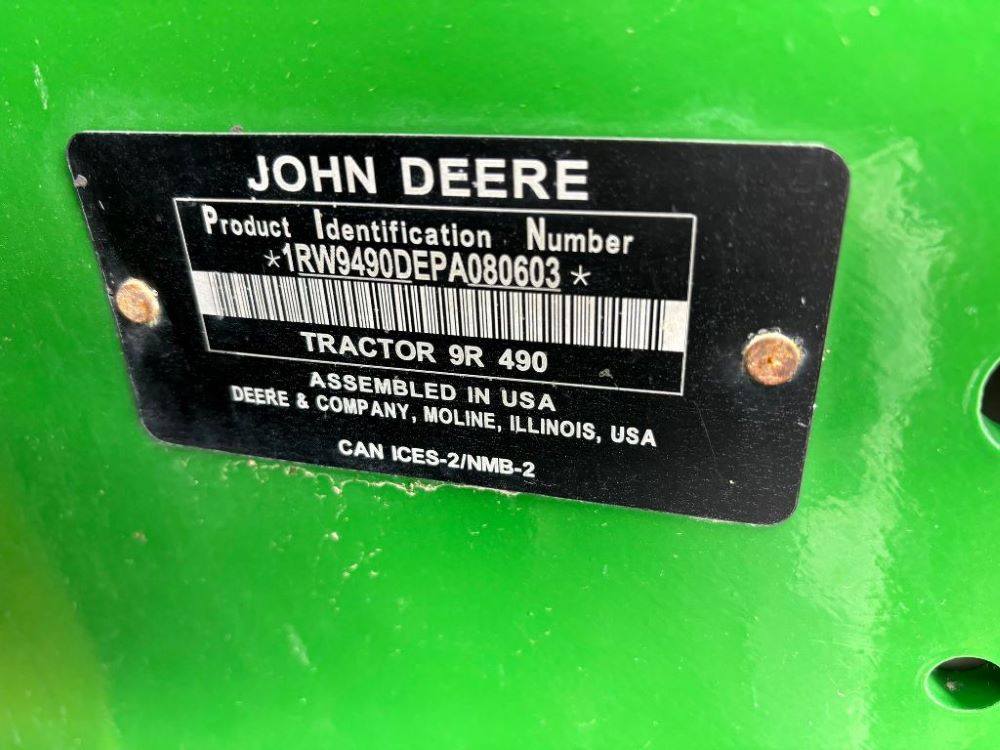 JOHN DEERE
Product Identification Number
*1RW9490DEPA080603*
TRACTOR 9R 490
ASSEMBLED IN USA
DEERE & COMPANY, MOLINE, ILLINOIS, USA
CAN ICES-2/NMB-2